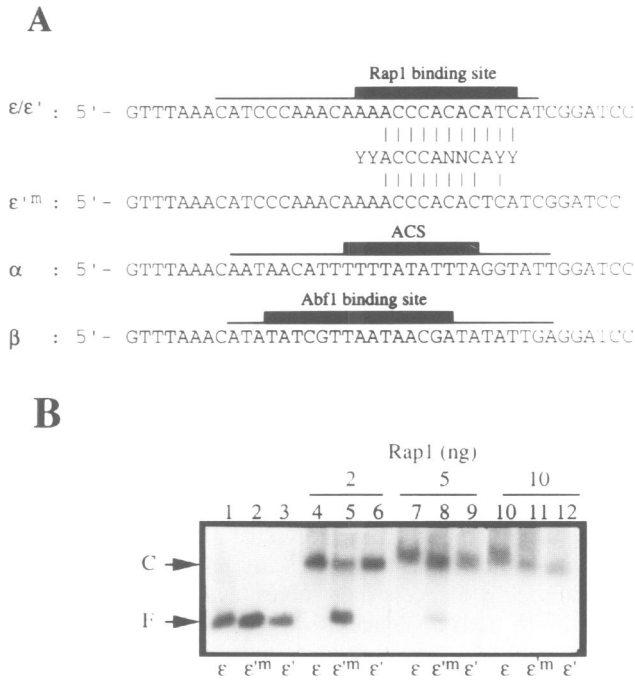 A
Rap1 binding site
ε/ε' : 5'- GTTTAAACATCCCAAACAAAACCCACACATCATCGGATCC
YYACCCANNCAYY
ε'm : 5'- GTTTAAACATCCCAAACAAAACCCACACTCATCGGATCC
ACS
α : 5'- GTTTAAACAATAACATTTTTTATATTTAGGTATTGGATCC
Abf1 binding site
β : 5'- GTTTAAACATATATCGTTAATAACGATATATTGAGGATCC
B
Rap1 (ng)
2 5 10
1 2 3 4 5 6 7 8 9 10 11 12
C
F
ε ε'm ε' ε ε'm ε' ε ε'm ε' ε ε'm ε'